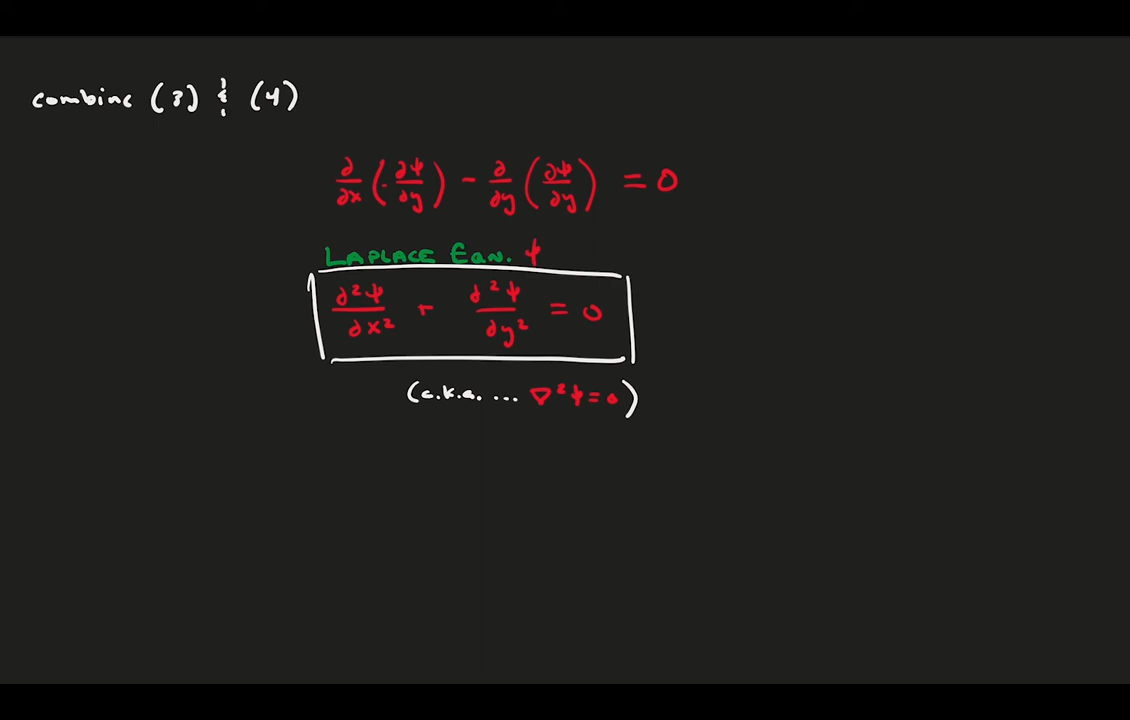 combine (3) & (4)
∂/∂x (-∂ψ/∂y) - ∂/∂y (∂ψ/∂y) = 0
LAPLACE EQN. ψ
∂²ψ/∂x² + ∂²ψ/∂y² = 0
(a.k.a. ... ∇²ψ=0)